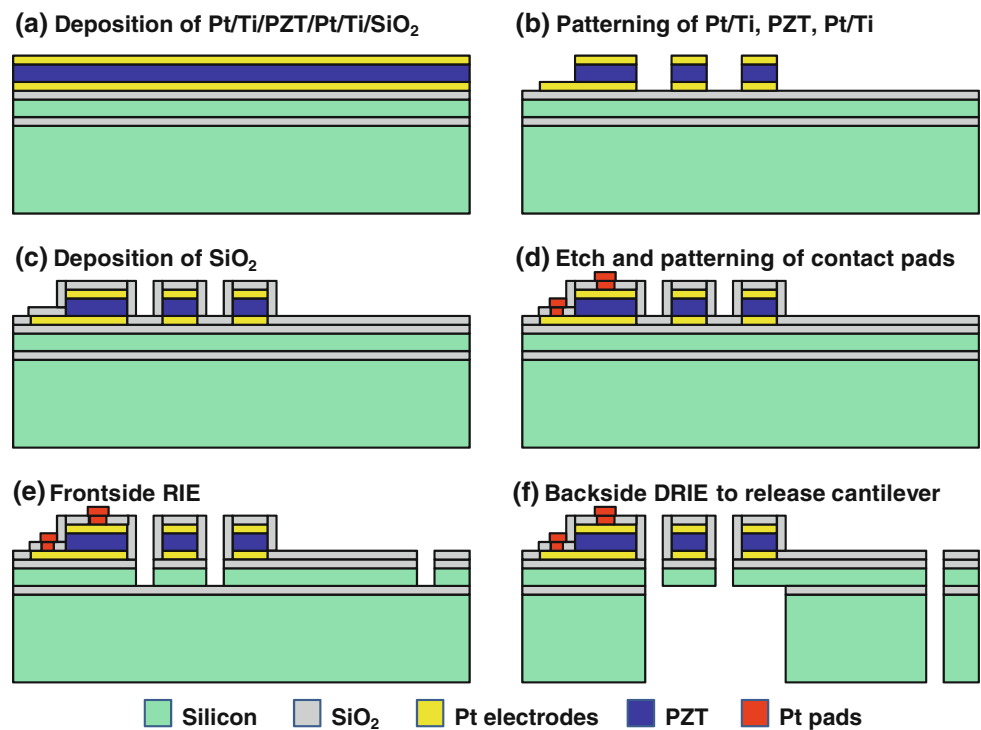 (a) Deposition of Pt/Ti/PZT/Pt/Ti/SiO₂
(b) Patterning of Pt/Ti, PZT, Pt/Ti
(c) Deposition of SiO₂
(d) Etch and patterning of contact pads
(e) Frontside RIE
(f) Backside DRIE to release cantilever
Silicon SiO₂ Pt electrodes PZT Pt pads